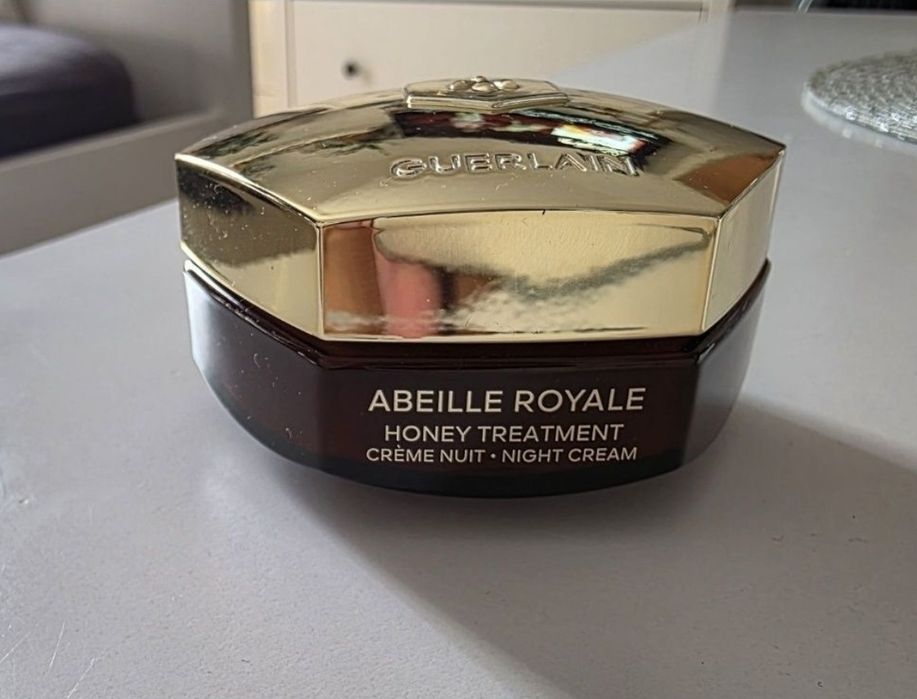 GUERLAIN
ABEILLE ROYALE
HONEY TREATMENT
CRÈME NUIT • NIGHT CREAM